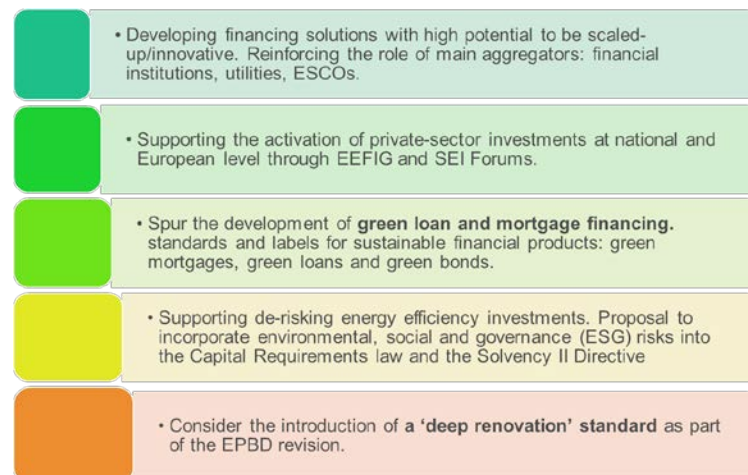 • Developing financing solutions with high potential to be scaled-
up/innovative. Reinforcing the role of main aggregators: financial
institutions, utilities, ESCOs.
• Supporting the activation of private-sector investments at national and
European level through EEFIG and SEI Forums.
• Spur the development of green loan and mortgage financing.
standards and labels for sustainable financial products: green
mortgages, green loans and green bonds.
• Supporting de-risking energy efficiency investments. Proposal to
incorporate environmental, social and governance (ESG) risks into
the Capital Requirements law and the Solvency II Directive
• Consider the introduction of a ‘deep renovation’ standard as part
of the EPBD revision.